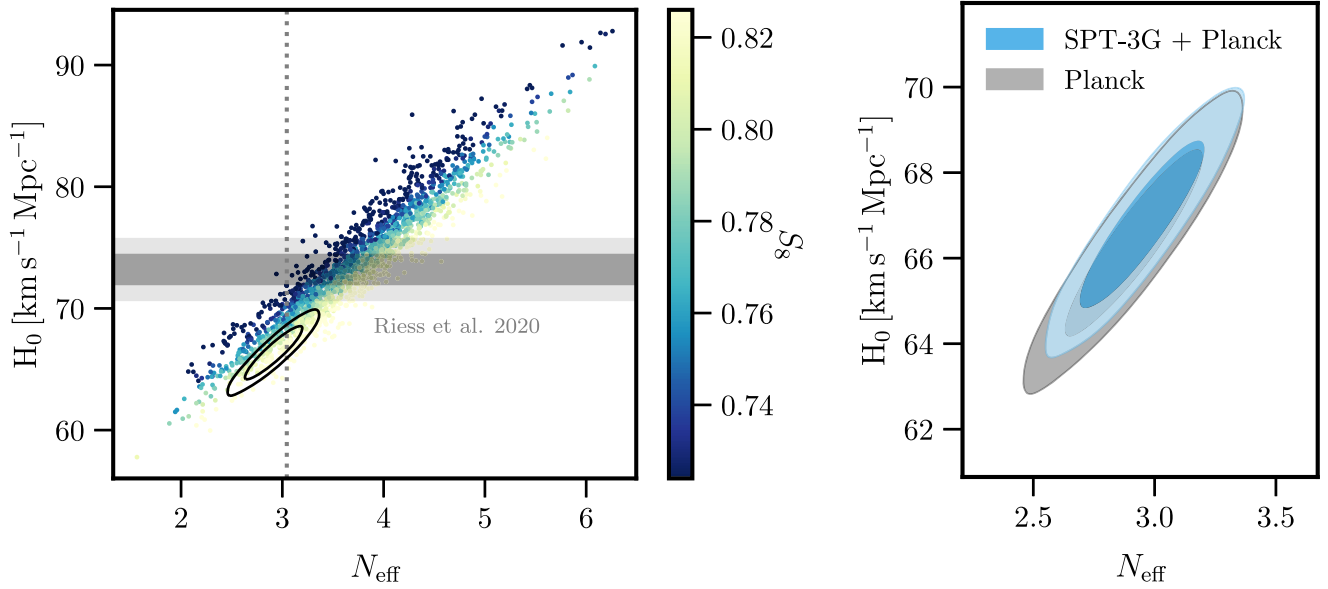 90
80
70
60
H₀ [km s⁻¹ Mpc⁻¹]
Riess et al. 2020
2 3 4 5 6
N_eff
0.82
0.80
0.78
0.76
0.74
S₈
SPT-3G + Planck
Planck
70
68
66
64
62
H₀ [km s⁻¹ Mpc⁻¹]
2.5 3.0 3.5
N_eff